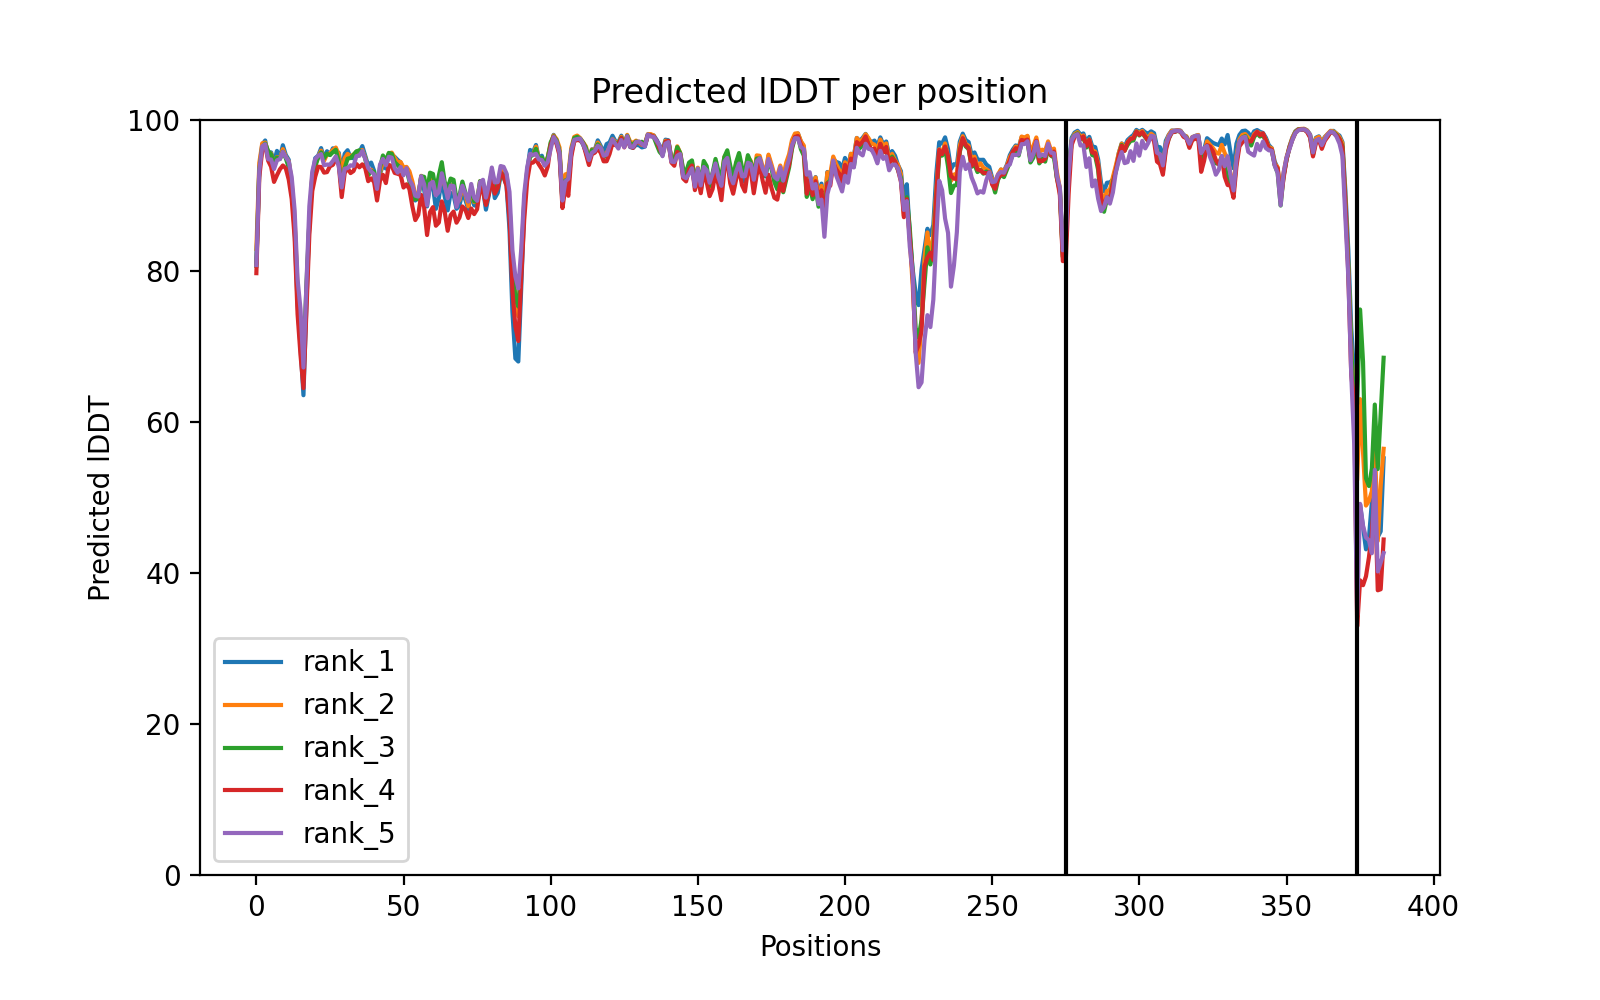 Predicted lDDT per position
100
80
60
40
20
0
Predicted lDDT
rank_1
rank_2
rank_3
rank_4
rank_5
0 50 100 150 200 250 300 350 400
Positions